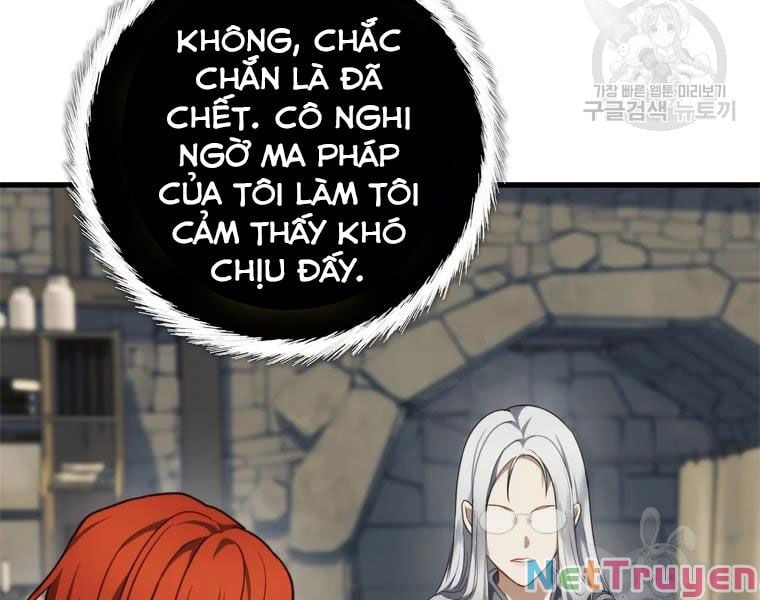 KHÔNG, CHẮC
CHẮN LÀ ĐÃ
CHẾT. CÔ NGHI
NGỜ MA PHÁP
CỦA TÔI LÀM TÔI
CẢM THẤY KHÓ
CHỊU ĐẤY.
가장 빠른 웹툰 미리보기
구글검색 뉴토끼
NetTruyen